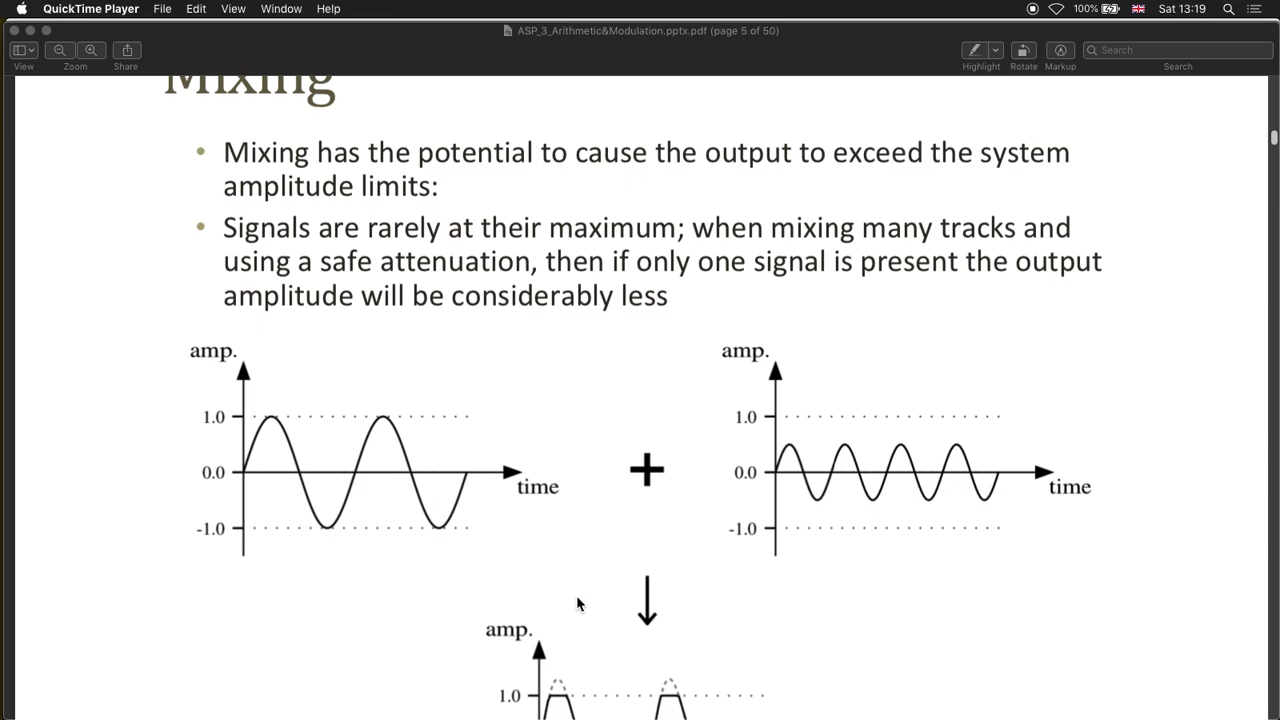 QuickTime Player File Edit View Window Help 100% Sat 13:19
ASP_3_Arithmetic&Modulation.pptx.pdf (page 5 of 50)
View Zoom Share Highlight Rotate Markup Search
Search
Mixing
• Mixing has the potential to cause the output to exceed the system
amplitude limits:
• Signals are rarely at their maximum; when mixing many tracks and
using a safe attenuation, then if only one signal is present the output
amplitude will be considerably less
amp.
1.0
0.0
time
-1.0
+
amp.
1.0
0.0
time
-1.0
amp.
1.0